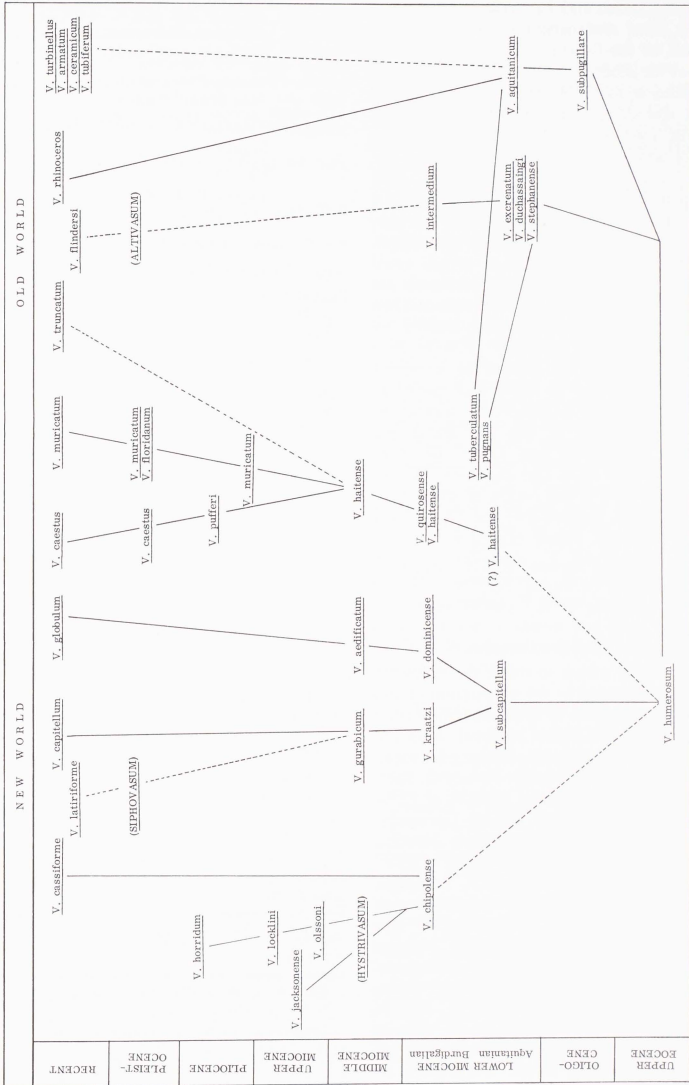 NEW WORLD
OLD WORLD
RECENT
V. cassiforme
V. latiriforme
V. capitellum
V. globulum
V. caestus
V. muricatum
V. truncatum
V. flindersi
V. rhinoceros
V. turbinellus
V. armatum
V. ceramicum
V. tubiferum
PLEIST-
OCENE
(SIPHOVASUM)
V. caestus
V. muricatum
V. floridanum
(ALTIVASUM)
PLIOCENE
V. horridum
V. pufferi
V. muricatum
UPPER
MIOCENE
V. jacksonense
V. locklini
V. olssoni
MIDDLE
MIOCENE
(HYSTRIVASUM)
V. gurabicum
V. aedificatum
V. haitense
LOWER MIOCENE
Aquitanian Burdigalian
V. chipolense
V. kraatzi
V. dominicense
V. quirosense
V. haitense
V. intermedium
V. subcapitellum
(?) V. haitense
V. tuberculatum
V. pugnans
V. excrenatum
V. duchassaingi
V. stephanense
V. aquitanicum
OLIGO-
CENE
V. subpugillare
UPPER
EOCENE
V. humerosum